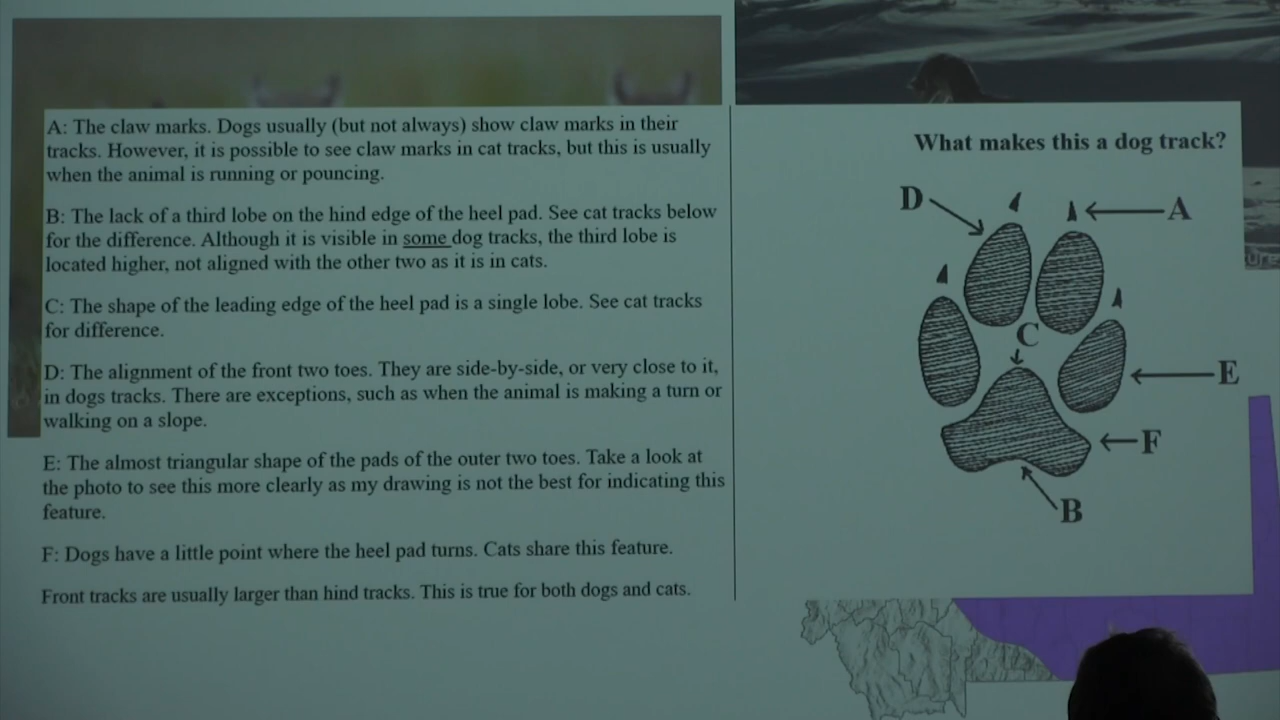 A: The claw marks. Dogs usually (but not always) show claw marks in their
tracks. However, it is possible to see claw marks in cat tracks, but this is usually
when the animal is running or pouncing.
B: The lack of a third lobe on the hind edge of the heel pad. See cat tracks below
for the difference. Although it is visible in some dog tracks, the third lobe is
located higher, not aligned with the other two as it is in cats.
C: The shape of the leading edge of the heel pad is a single lobe. See cat tracks
for difference.
D: The alignment of the front two toes. They are side-by-side, or very close to it,
in dogs tracks. There are exceptions, such as when the animal is making a turn or
walking on a slope.
E: The almost triangular shape of the pads of the outer two toes. Take a look at
the photo to see this more clearly as my drawing is not the best for indicating this
feature.
F: Dogs have a little point where the heel pad turns. Cats share this feature.
Front tracks are usually larger than hind tracks. This is true for both dogs and cats.
What makes this a dog track?
D
A
C
E
F
B